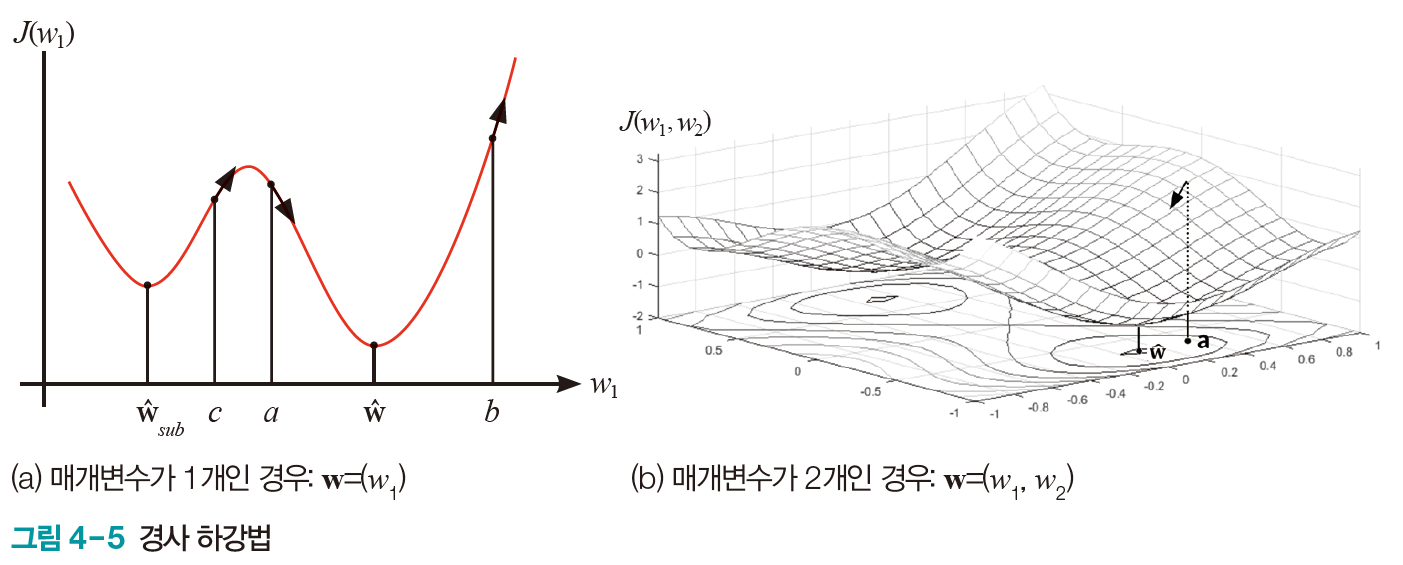 J(w₁)
w₁
ŵ_sub c a ŵ b
(a) 매개변수가 1개인 경우: w=(w₁)
J(w₁, w₂)
3
2
1
0
-1
-2
1
0.5
0
-0.5
-1
-1
-0.8
-0.6
-0.4
-0.2
0
0.2
0.4
0.6
0.8
1
ŵ
a
(b) 매개변수가 2개인 경우: w=(w₁, w₂)
그림 4-5 경사 하강법